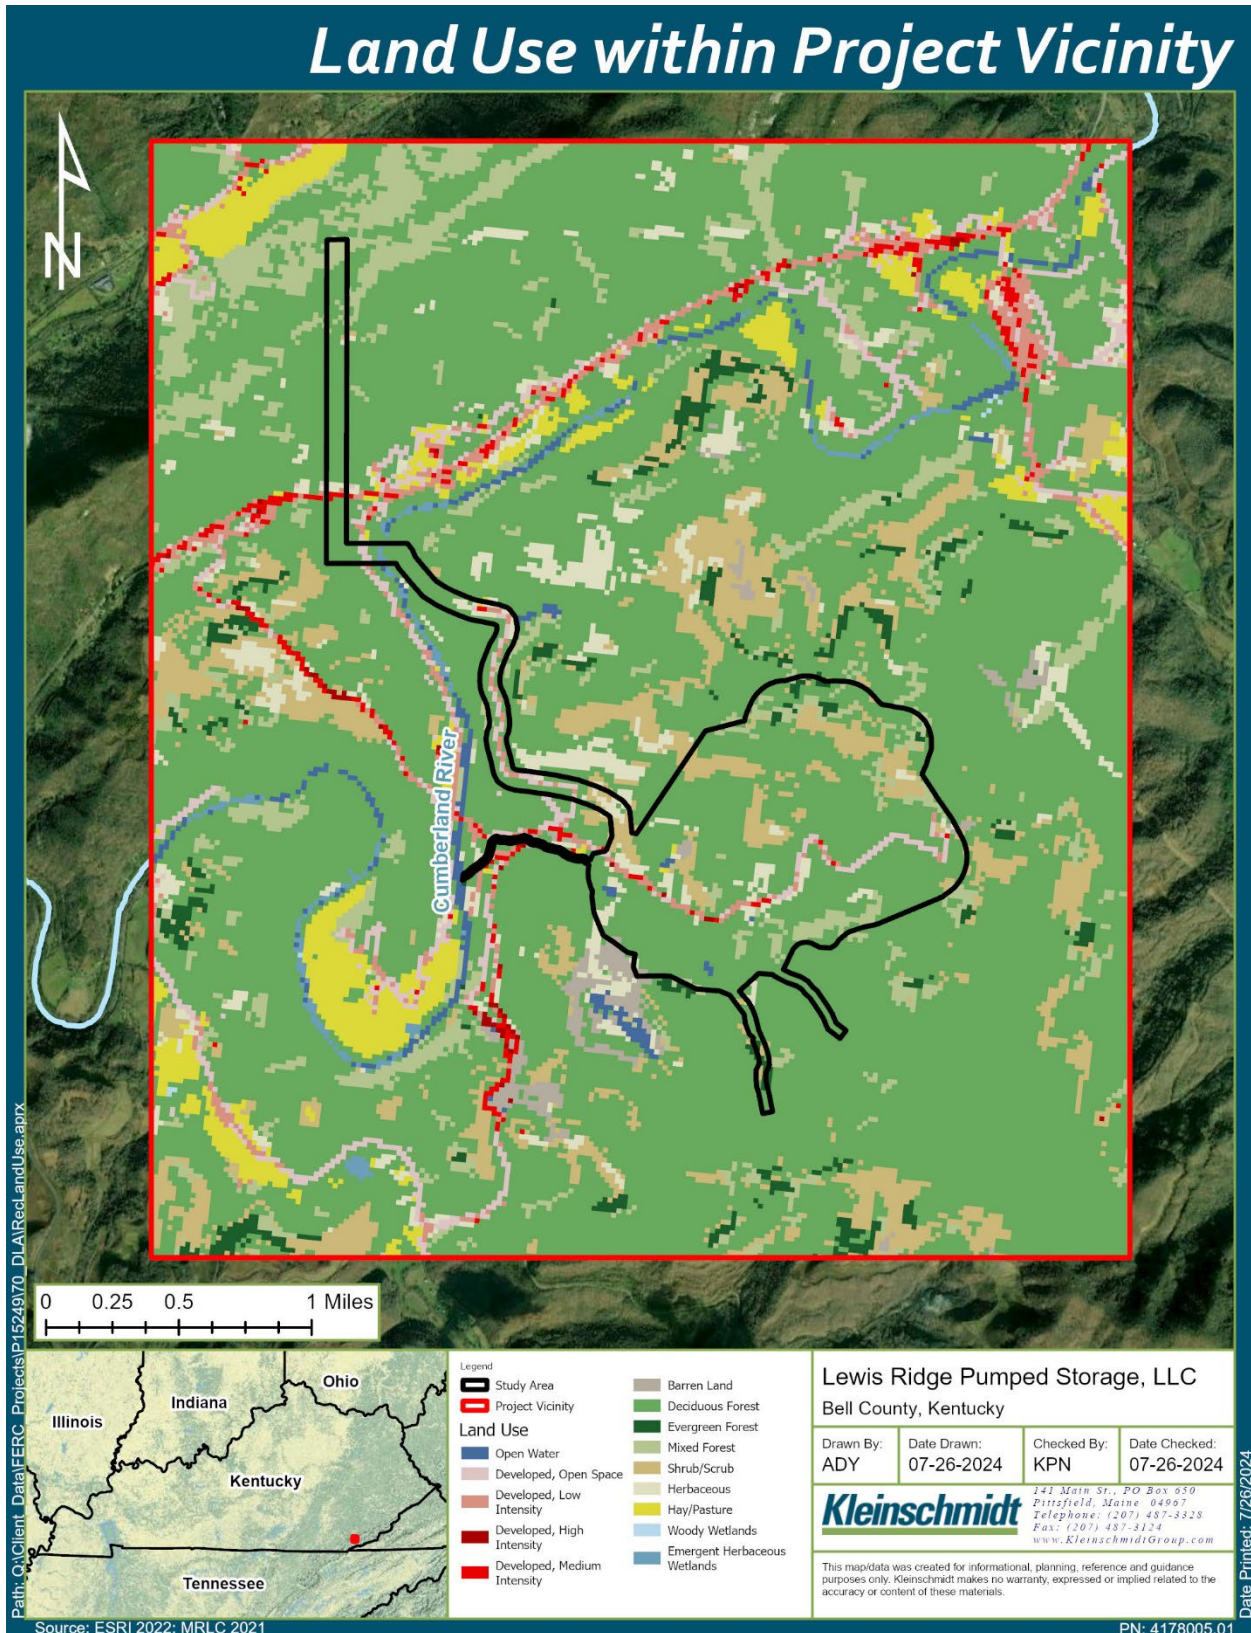 Land Use within Project Vicinity
N
Cumberland River
0 0.25 0.5 1 Miles
Illinois
Indiana
Ohio
Kentucky
Tennessee
Legend
Study Area
Project Vicinity
Land Use
Open Water
Developed, Open Space
Developed, Low
Intensity
Developed, High
Intensity
Developed, Medium
Intensity
Barren Land
Deciduous Forest
Evergreen Forest
Mixed Forest
Shrub/Scrub
Herbaceous
Hay/Pasture
Woody Wetlands
Emergent Herbaceous
Wetlands
Lewis Ridge Pumped Storage, LLC
Bell County, Kentucky
Drawn By:
ADY
Date Drawn:
07-26-2024
Checked By:
KPN
Date Checked:
07-26-2024
Kleinschmidt
141 Main St., PO Box 650
Pittsfield, Maine 04967
Telephone: (207) 487-3328
Fax: (207) 487-3124
www.KleinschmidtGroup.com
This map/data was created for informational, planning, reference and guidance
purposes only. Kleinschmidt makes no warranty, expressed or implied related to the
accuracy or content of these materials.
Path: Q:\Client_Data\FERC_Projects\P15249\70_DLA\RecLandUse.aprx
Date Printed: 7/26/2024
Source: ESRI 2022; MRLC 2021
PN: 4178005.01